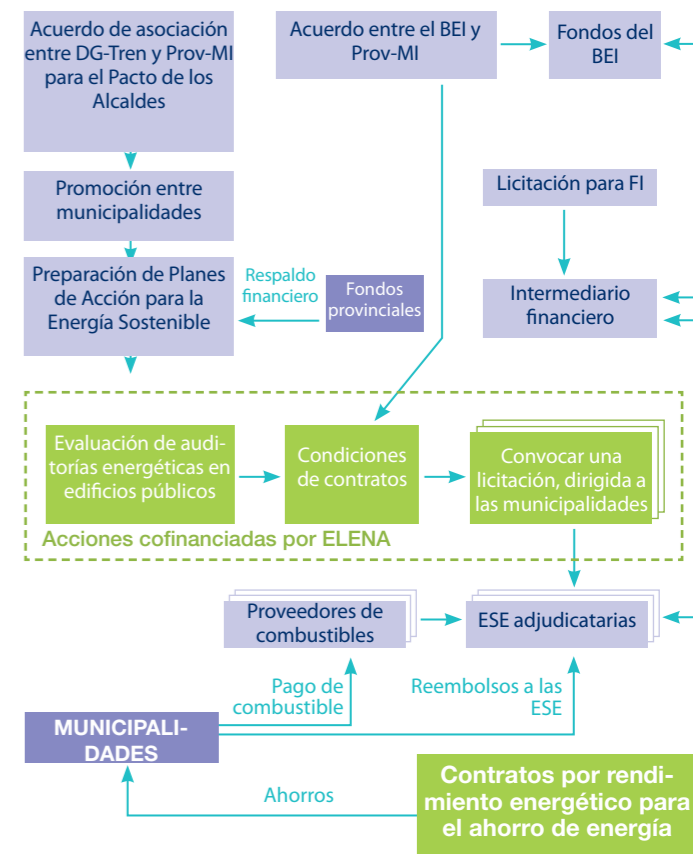 Acuerdo de asociación
entre DG-Tren y Prov-MI
para el Pacto de los
Alcaldes
Acuerdo entre el BEI y
Prov-MI
Fondos del
BEI
Promoción entre
municipalidades
Licitación para FI
Preparación de Planes
de Acción para la
Energía Sostenible
Respaldo
financiero
Fondos
provinciales
Intermediario
financiero
Evaluación de audi-
torías energéticas en
edificios públicos
Condiciones
de contratos
Convocar una
licitación, dirigida a
las municipalidades
Acciones cofinanciadas por ELENA
Proveedores de
combustibles
ESE adjudicatarias
Pago de
combustible
Reembolsos a las
ESE
MUNICIPALI-
DADES
Ahorros
Contratos por rendi-
miento energético para
el ahorro de energía